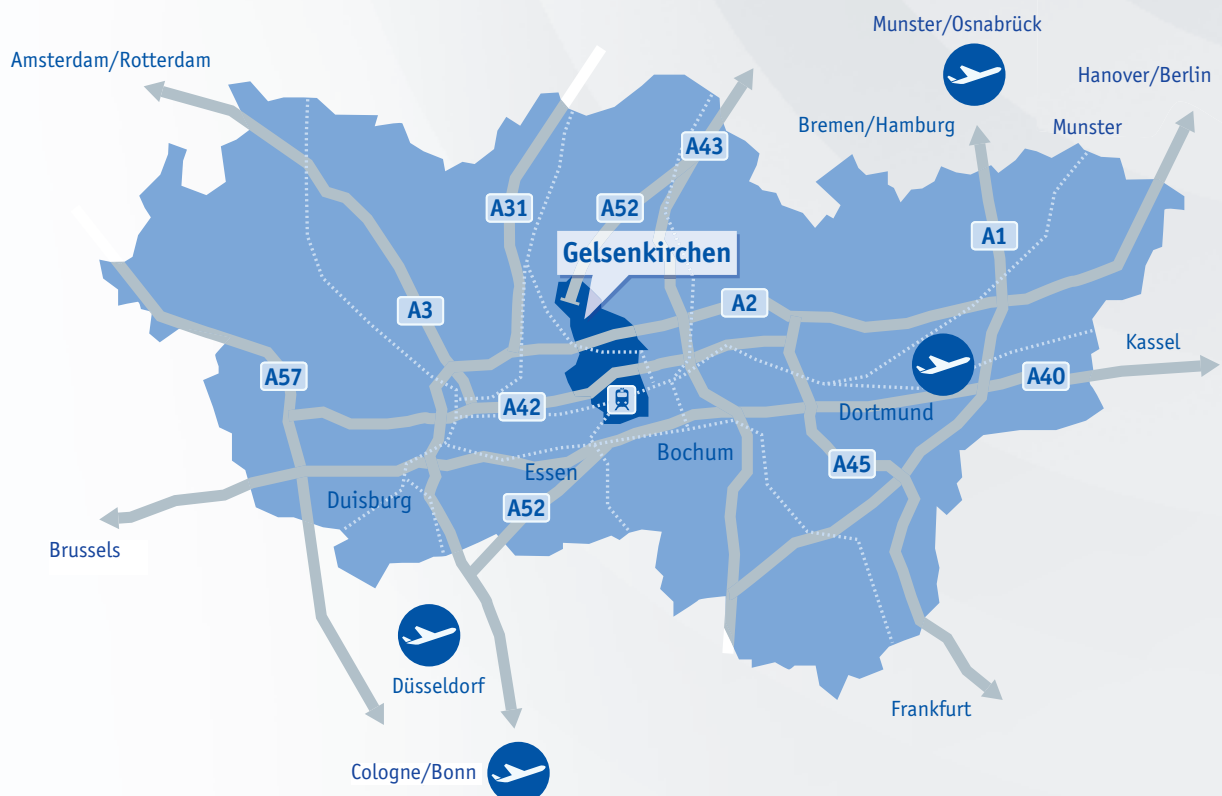 Munster/Osnabrück
Amsterdam/Rotterdam
Hanover/Berlin
Bremen/Hamburg
Munster
A43
A31
A52
A1
Gelsenkirchen
A3
A2
Kassel
A57
A40
A42
Dortmund
Bochum
A45
Essen
Duisburg
A52
Brussels
Düsseldorf
Frankfurt
Cologne/Bonn